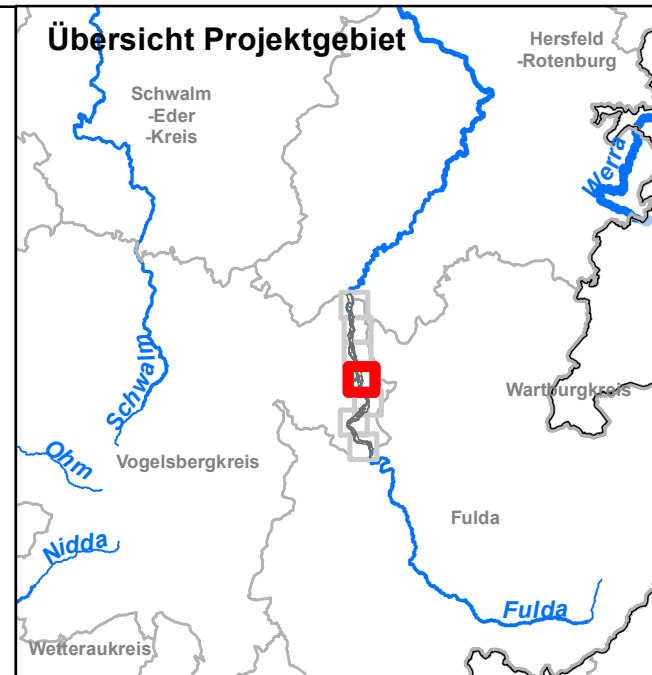 Übersicht Projektgebiet
Hersfeld
-Rotenburg
Schwalm
-Eder
-Kreis
Werra
Schwalm
Wartburgkreis
Ohm
Vogelsbergkreis
Fulda
Nidda
Fulda
Wetteraukreis